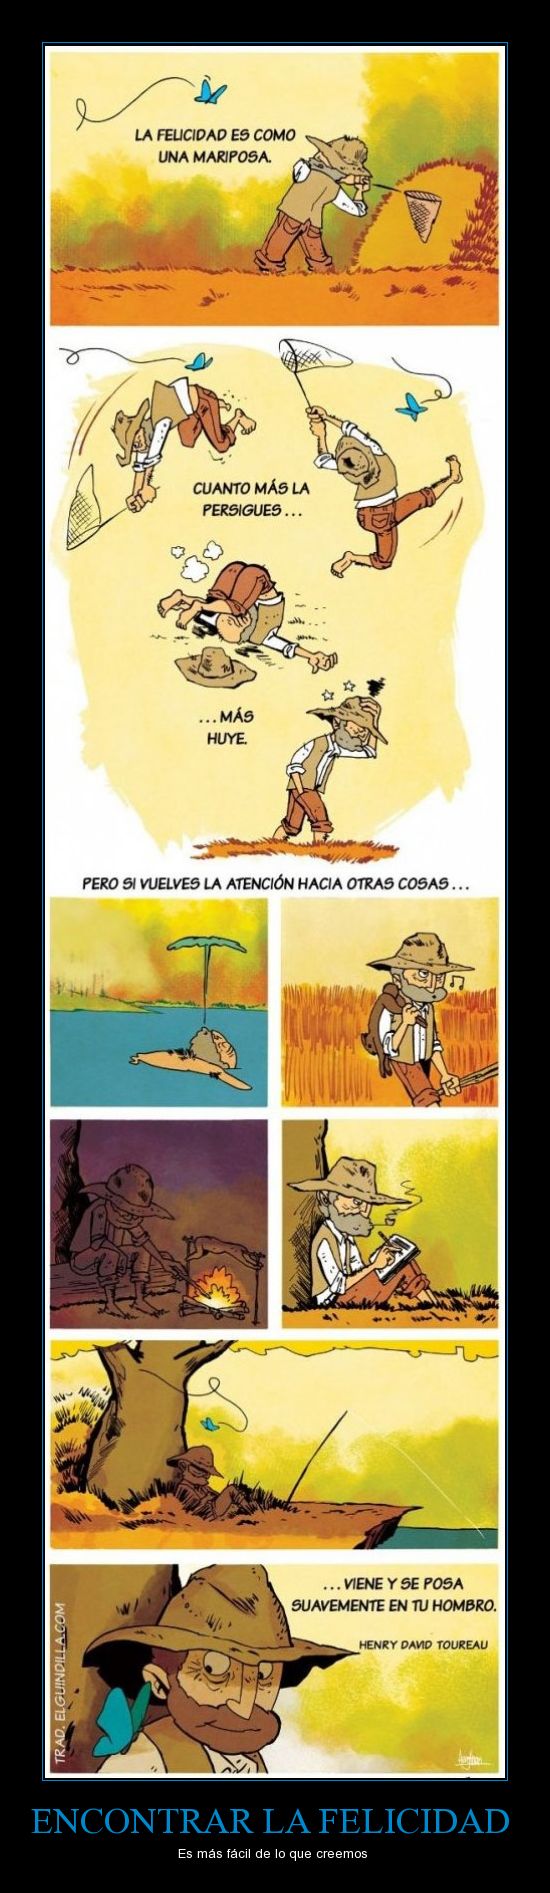 LA FELICIDAD ES COMO
UNA MARIPOSA.
CUANTO MÁS LA
PERSIGUES...
...MÁS
HUYE.
PERO SI VUELVES LA ATENCIÓN HACIA OTRAS COSAS...
...VIENE Y SE POSA
SUAVEMENTE EN TU HOMBRO.
HENRY DAVID TOUREAU
TRAD. ELGUINDILLA.COM
ENCONTRAR LA FELICIDAD
Es más fácil de lo que creemos